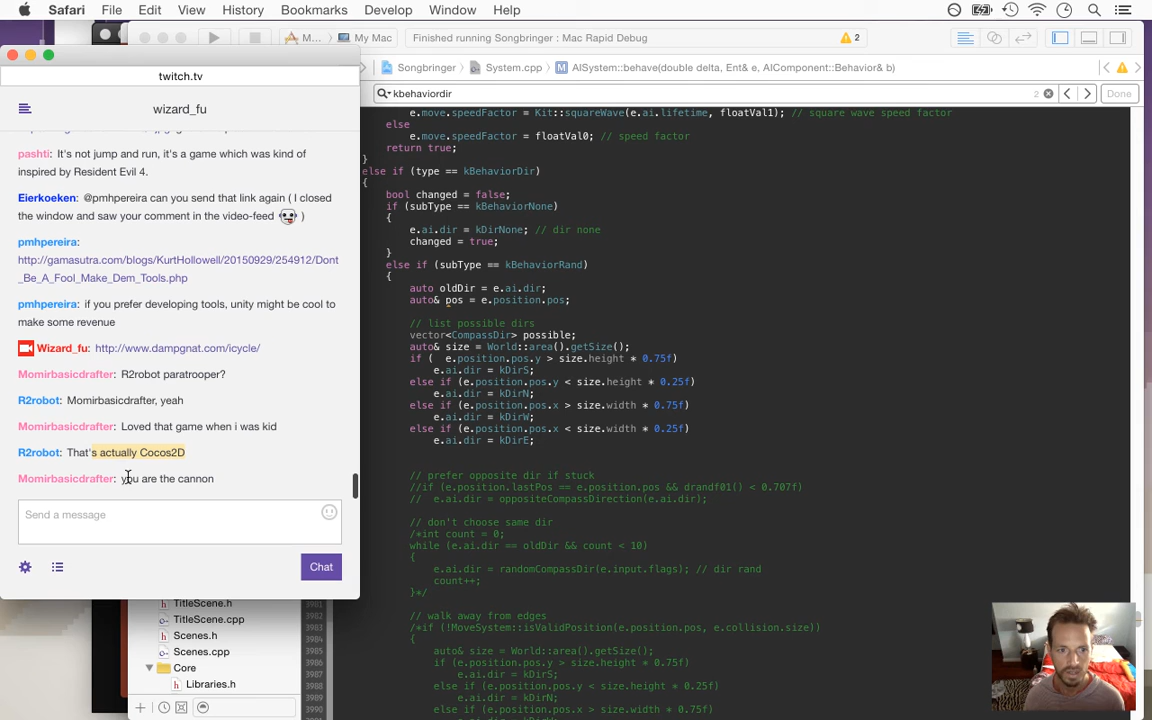 Safari File Edit View History Bookmarks Develop Window Help
M... My Mac Finished running Songbringer : Mac Rapid Debug 2
twitch.tv
Songbringer System.cpp M AISystem::behave(double delta, Ent& e, AIComponent::Behavior& b)
wizard_fu
kbehaviordir 2 Done
pashti: It's not jump and run, it's a game which was kind of
inspired by Resident Evil 4.
Eierkoeken: @pmhpereira can you send that link again ( I closed
the window and saw your comment in the video-feed )
pmhpereira:
http://gamasutra.com/blogs/KurtHollowell/20150929/254912/Dont
_Be_A_Fool_Make_Dem_Tools.php
pmhpereira: if you prefer developing tools, unity might be cool to
make some revenue
Wizard_fu: http://www.dampgnat.com/icycle/
Momirbasicdrafter: R2robot paratrooper?
R2robot: Momirbasicdrafter, yeah
Momirbasicdrafter: Loved that game when i was kid
R2robot: That's actually Cocos2D
Momirbasicdrafter: you are the cannon
Send a message
Chat
e.move.speedFactor = Kit::squareWave(e.ai.lifetime, floatVal1); // square wave speed factor
else
e.move.speedFactor = floatVal0; // speed factor
return true;
}
else if (type == kBehaviorDir)
{
bool changed = false;
if (subType == kBehaviorNone)
{
e.ai.dir = kDirNone; // dir none
changed = true;
}
else if (subType == kBehaviorRand)
{
auto oldDir = e.ai.dir;
auto& pos = e.position.pos;
// list possible dirs
vector<CompassDir> possible;
auto& size = World::area().getSize();
if (  e.position.pos.y > size.height * 0.75f)
e.ai.dir = kDirS;
else if (e.position.pos.y < size.height * 0.25f)
e.ai.dir = kDirN;
else if (e.position.pos.x > size.width * 0.75f)
e.ai.dir = kDirW;
else if (e.position.pos.x < size.width * 0.25f)
e.ai.dir = kDirE;
// prefer opposite dir if stuck
//if (e.position.lastPos == e.position.pos && drandf01() < 0.707f)
//  e.ai.dir = oppositeCompassDirection(e.ai.dir);
// don't choose same dir
/*int count = 0;
while (e.ai.dir == oldDir && count < 10)
{
e.ai.dir = randomCompassDir(e.input.flags); // dir rand
count++;
}*/
// walk away from edges
/*if (!MoveSystem::isValidPosition(e.position.pos, e.collision.size))
{
auto& size = World::area().getSize();
if (e.position.pos.y > size.height * 0.75f)
e.ai.dir = kDirS;
else if (e.position.pos.y < size.height * 0.25f)
e.ai.dir = kDirN;
else if (e.position.pos.x > size.width * 0.75f)
3981
3982
3983
3984
3985
3986
3987
3988
3989
3990
3991
TitleScene.h
TitleScene.cpp
Scenes.h
Scenes.cpp
Core
Libraries.h